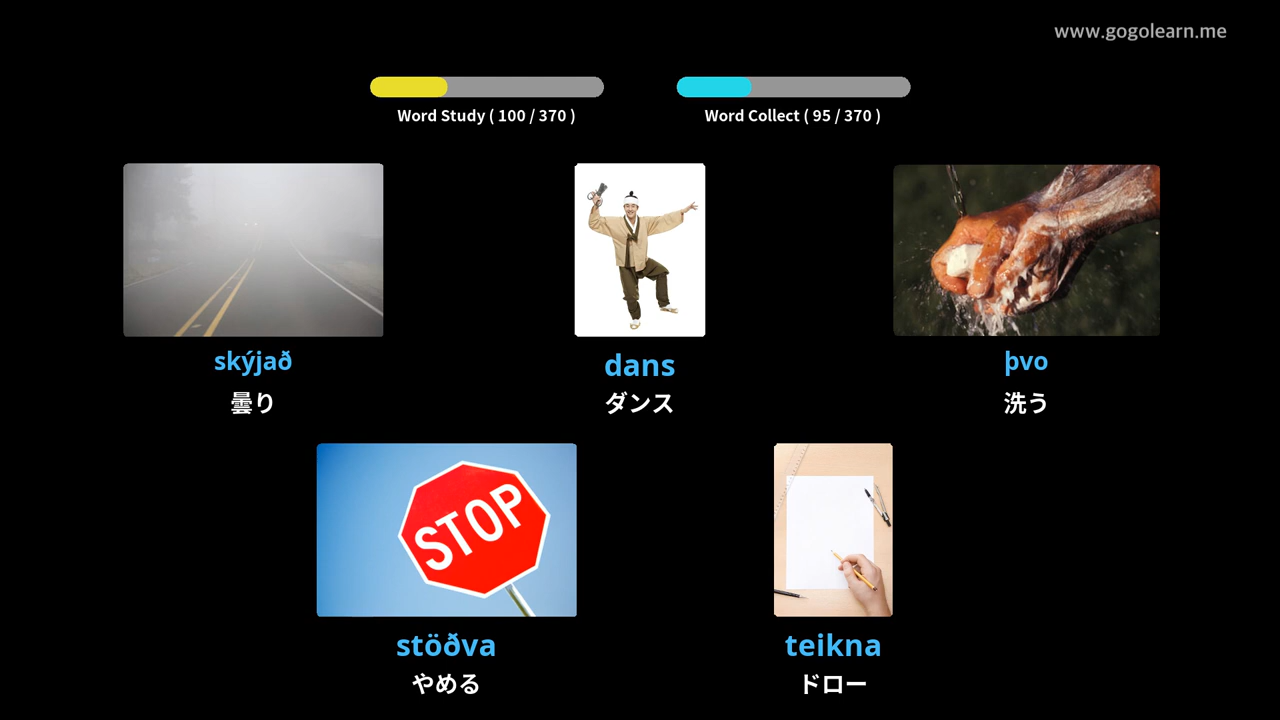 www.gogolearn.me
Word Study ( 100 / 370 )
Word Collect ( 95 / 370 )
skýjað
曇り
dans
ダンス
þvo
洗う
STOP
stöðva
やめる
teikna
ドロー